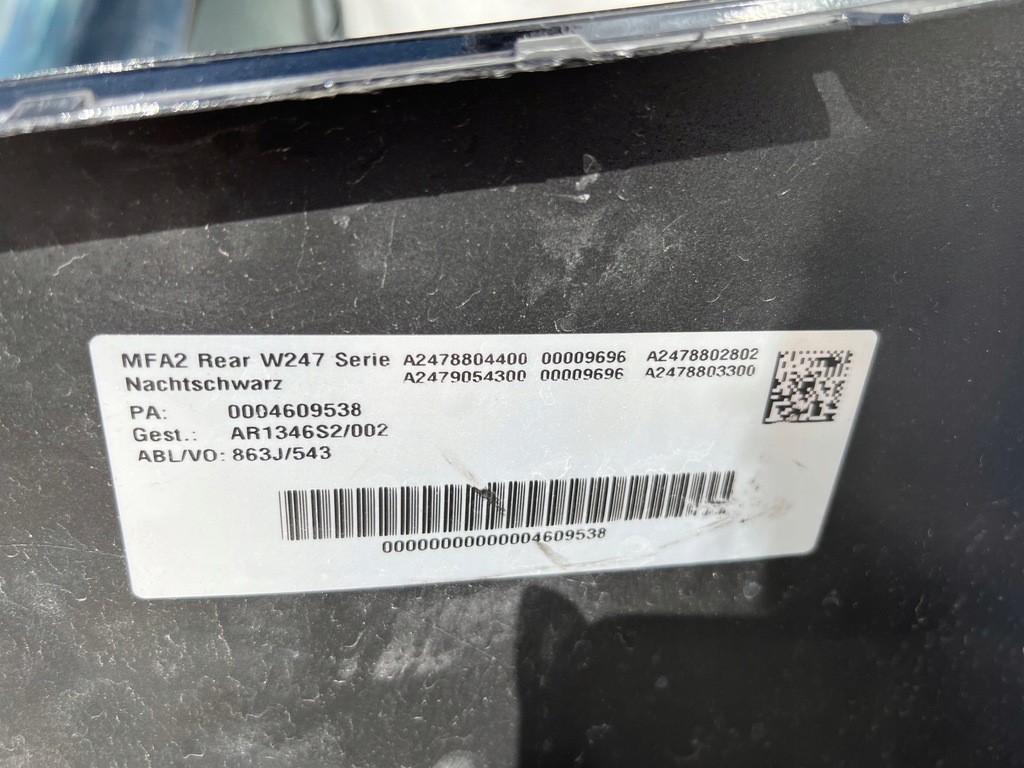 MFA2 Rear W247 Serie A2478804400 00009696 A2478802802
Nachtschwarz A2479054300 00009696 A2478803300
PA: 0004609538
Gest.: AR1346S2/002
ABL/VO: 863J/543
00000000000004609538